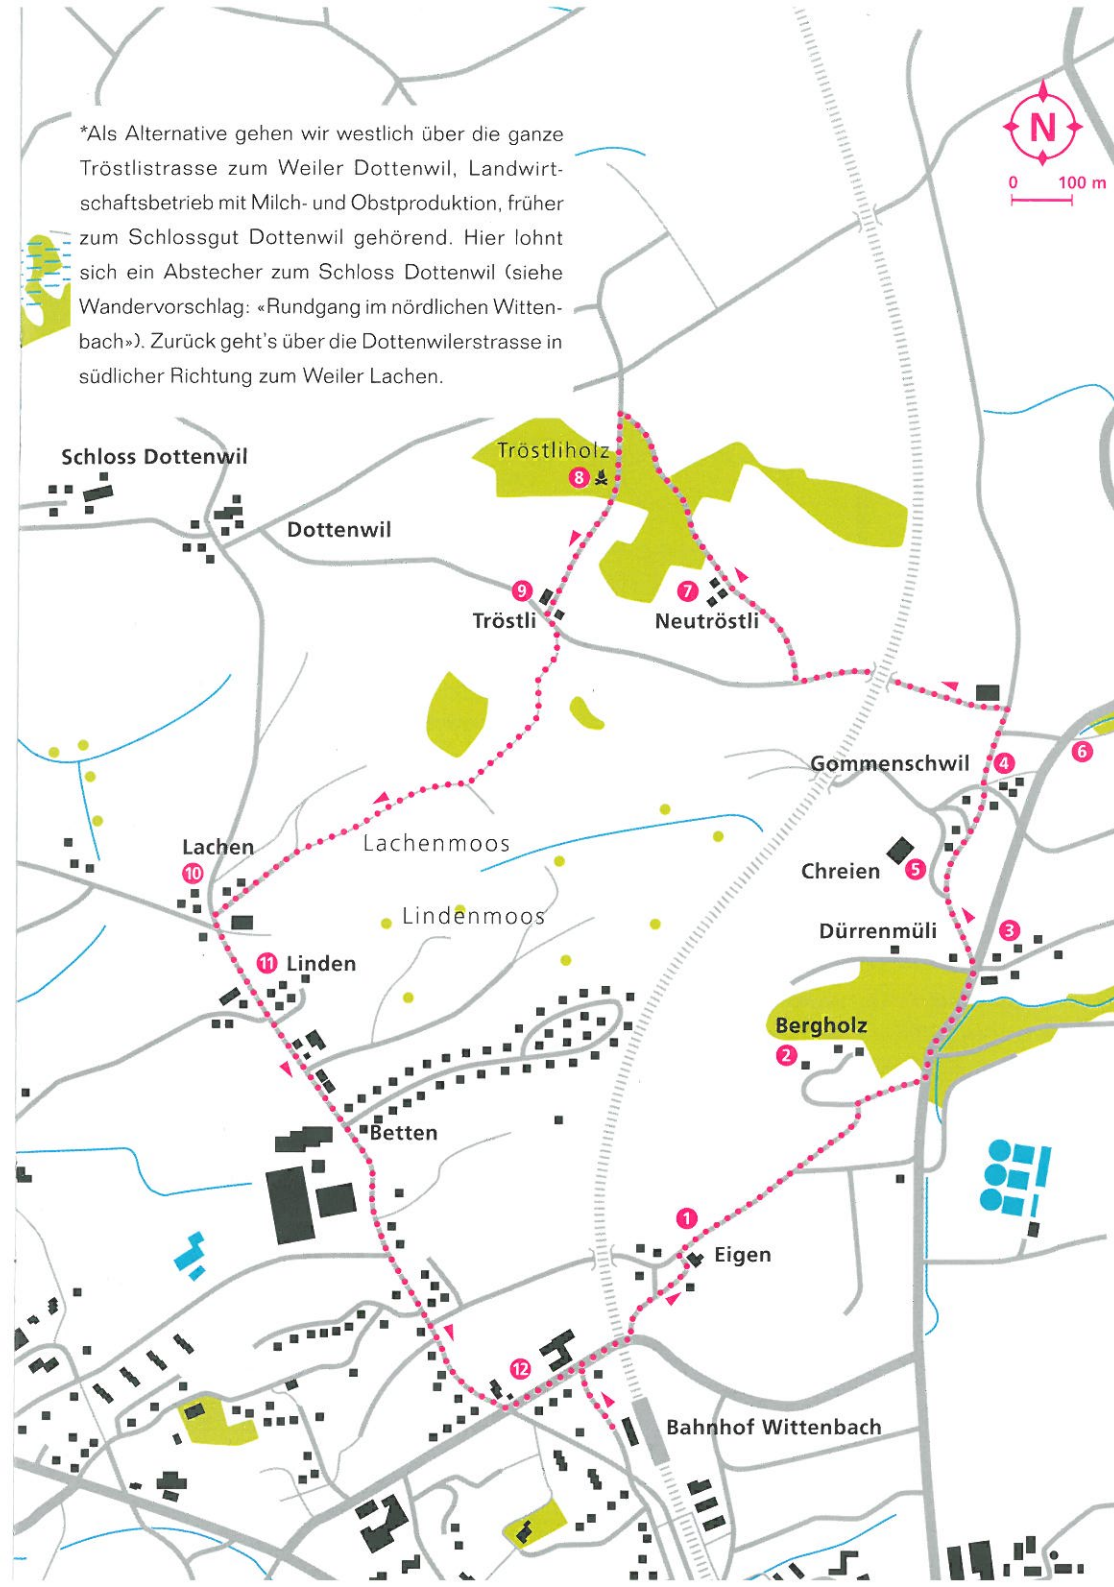 *Als Alternative gehen wir westlich über die ganze
Tröstlistrasse zum Weiler Dottenwil, Landwirt-
schaftsbetrieb mit Milch- und Obstproduktion, früher
zum Schlossgut Dottenwil gehörend. Hier lohnt
sich ein Abstecher zum Schloss Dottenwil (siehe
Wandervorschlag: «Rundgang im nördlichen Witten-
bach»). Zurück geht's über die Dottenwilerstrasse in
südlicher Richtung zum Weiler Lachen.
N
0 100 m
Tröstliholz
8
Schloss Dottenwil
Dottenwil
9
Tröstli
7
Neutröstli
6
Gommenschwil 4
Lachen
10
Lachenmoos
Chreien 5
Lindenmoos
Dürrenmüli 3
11 Linden
Bergholz
2
Betten
1
Eigen
12
Bahnhof Wittenbach